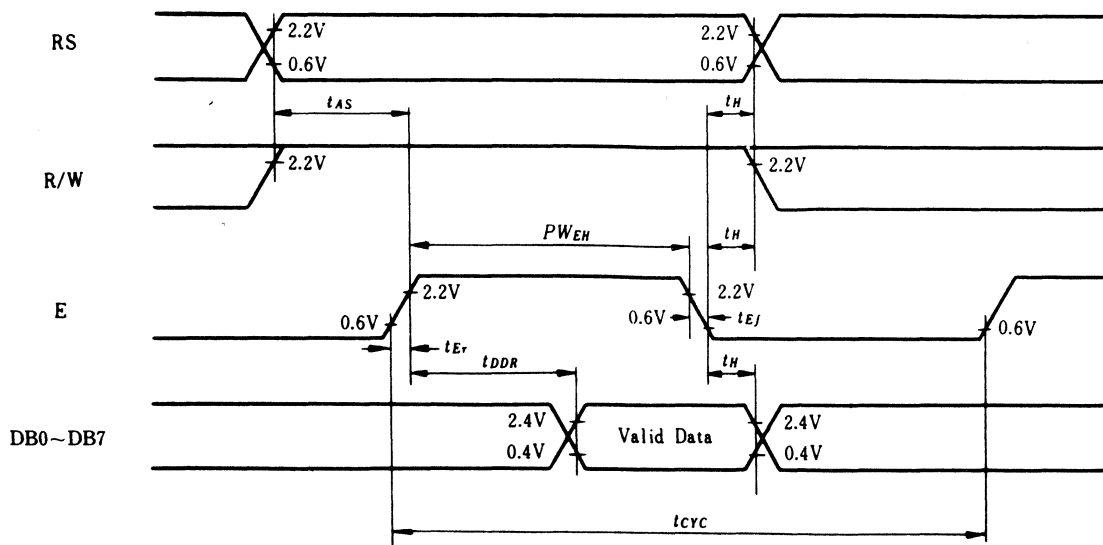 RS
2.2V
0.6V
2.2V
0.6V
tAS
tH
R/W
2.2V
2.2V
PWEH
tH
E
2.2V
0.6V
2.2V
0.6V
tEf
0.6V
tEr
tDDR
tH
DB0~DB7
2.4V
0.4V
Valid Data
2.4V
0.4V
tCYC